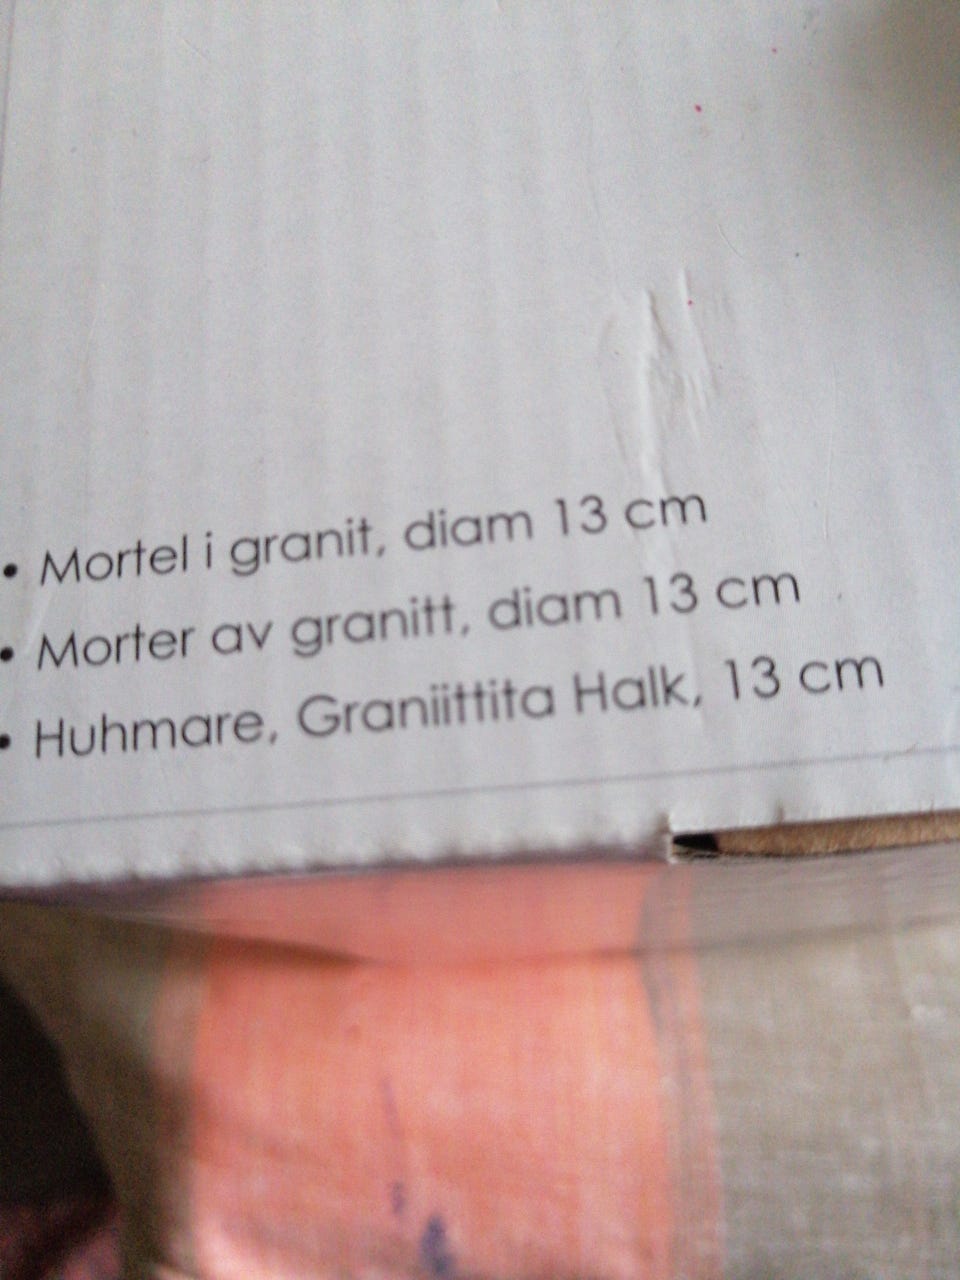 • Mortel i granit, diam 13 cm
• Morter av granitt, diam 13 cm
• Huhmare, Graniittita Halk, 13 cm